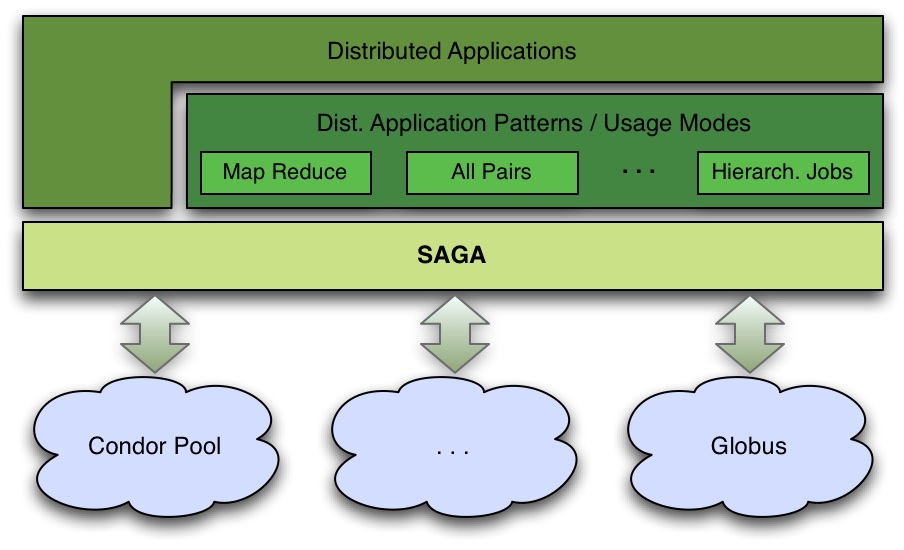 Distributed Applications
Dist. Application Patterns / Usage Modes
Map Reduce
All Pairs
. . .
Hierarch. Jobs
SAGA
Condor Pool
. . .
Globus